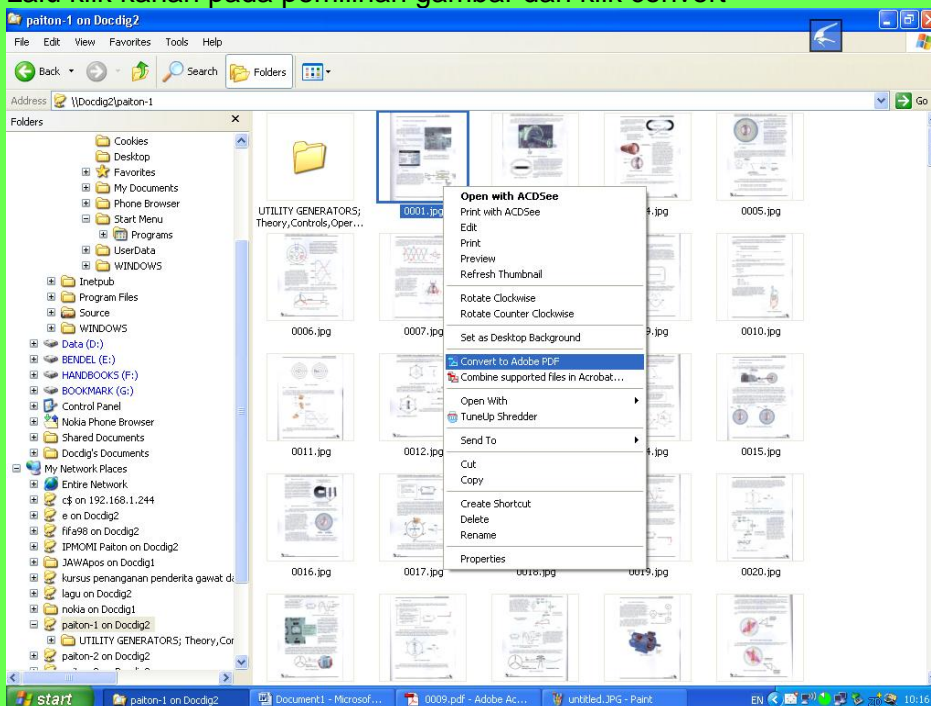 Lalu klik kanan pada pemilihan gambar dan klik convert
paiton-1 on Docdig2
File Edit View Favorites Tools Help
Back Search Folders
Address \\Docdig2\paiton-1 Go
Folders
Cookies
Desktop
Favorites
My Documents
Phone Browser
Start Menu
Programs
UserData
WINDOWS
Inetpub
Program Files
Source
WINDOWS
Data (D:)
BENDEL (E:)
HANDBOOKS (F:)
BOOKMARK (G:)
Control Panel
Nokia Phone Browser
Shared Documents
Docdig's Documents
My Network Places
Entire Network
c$ on 192.168.1.244
e on Docdig2
fifa98 on Docdig2
IPMOMI Paiton on Docdig2
JAWApos on Docdig1
kursus penanganan penderita gawat da
lagu on Docdig2
nokia on Docdig1
paiton-1 on Docdig2
UTILITY GENERATORS; Theory,Cor
paiton-2 on Docdig2
UTILITY GENERATORS;
Theory,Controls,Oper...
0001.jpg
4.jpg
0005.jpg
0006.jpg
0007.jpg
9.jpg
0010.jpg
0011.jpg
0012.jpg
4.jpg
0015.jpg
0016.jpg
0017.jpg
0018.jpg
0019.jpg
0020.jpg
Open with ACDSee
Print with ACDSee
Edit
Print
Preview
Refresh Thumbnail
Rotate Clockwise
Rotate Counter Clockwise
Set as Desktop Background
Convert to Adobe PDF
Combine supported files in Acrobat...
Open With
TuneUp Shredder
Send To
Cut
Copy
Create Shortcut
Delete
Rename
Properties
start paiton-1 on Docdig2 Document1 - Microsof... 0009.pdf - Adobe Ac... untitled.JPG - Paint EN 10:16